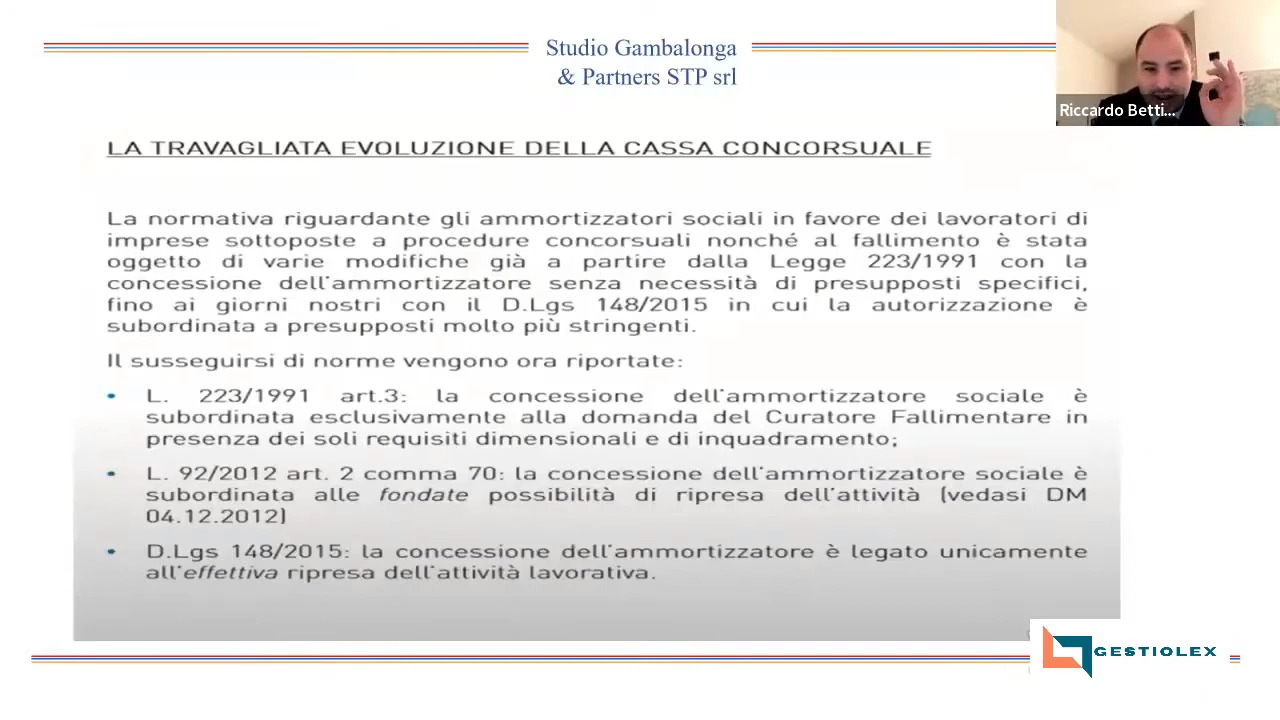 Studio Gambalonga
& Partners STP srl
Riccardo Betti...
LA TRAVAGLIATA EVOLUZIONE DELLA CASSA CONCORSUALE
La normativa riguardante gli ammortizzatori sociali in favore dei lavoratori di
imprese sottoposte a procedure concorsuali nonché al fallimento è stata
oggetto di varie modifiche già a partire dalla Legge 223/1991 con la
concessione dell'ammortizzatore senza necessità di presupposti specifici,
fino ai giorni nostri con il D.Lgs 148/2015 in cui la autorizzazione è
subordinata a presupposti molto più stringenti.
Il susseguirsi di norme vengono ora riportate:
• L. 223/1991 art.3: la concessione dell'ammortizzatore sociale è
subordinata esclusivamente alla domanda del Curatore Fallimentare in
presenza dei soli requisiti dimensionali e di inquadramento;
• L. 92/2012 art. 2 comma 70: la concessione dell'ammortizzatore sociale è
subordinata alle fondate possibilità di ripresa dell'attività (vedasi DM
04.12.2012)
• D.Lgs 148/2015: la concessione dell'ammortizzatore è legato unicamente
all'effettiva ripresa dell'attività lavorativa.
GESTIOLEX